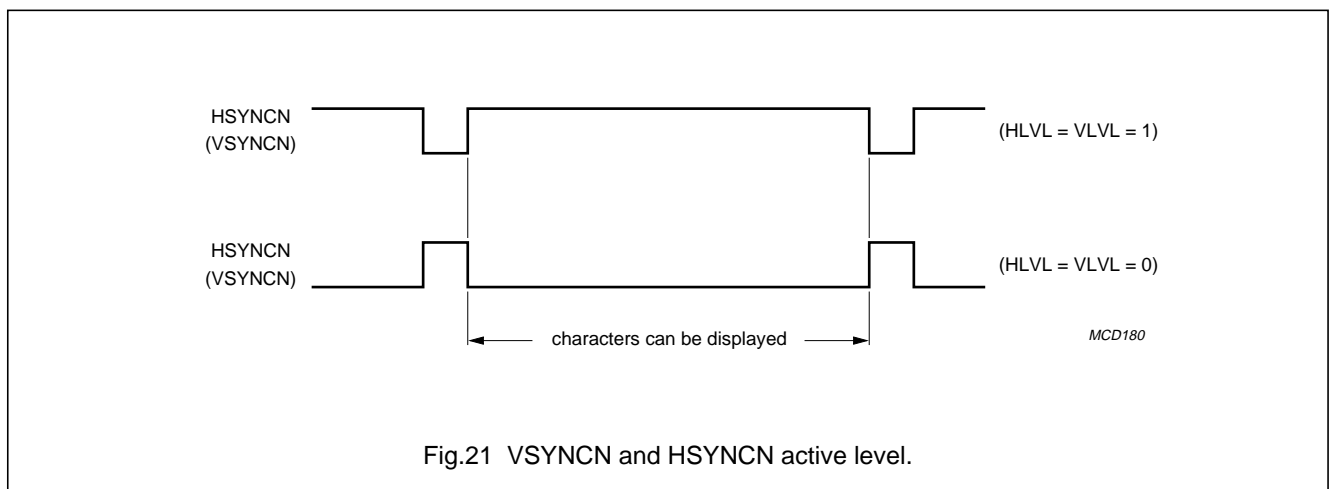 HSYNCN
(VSYNCN)
(HLVL = VLVL = 1)
HSYNCN
(VSYNCN)
(HLVL = VLVL = 0)
characters can be displayed
MCD180
Fig.21 VSYNCN and HSYNCN active level.